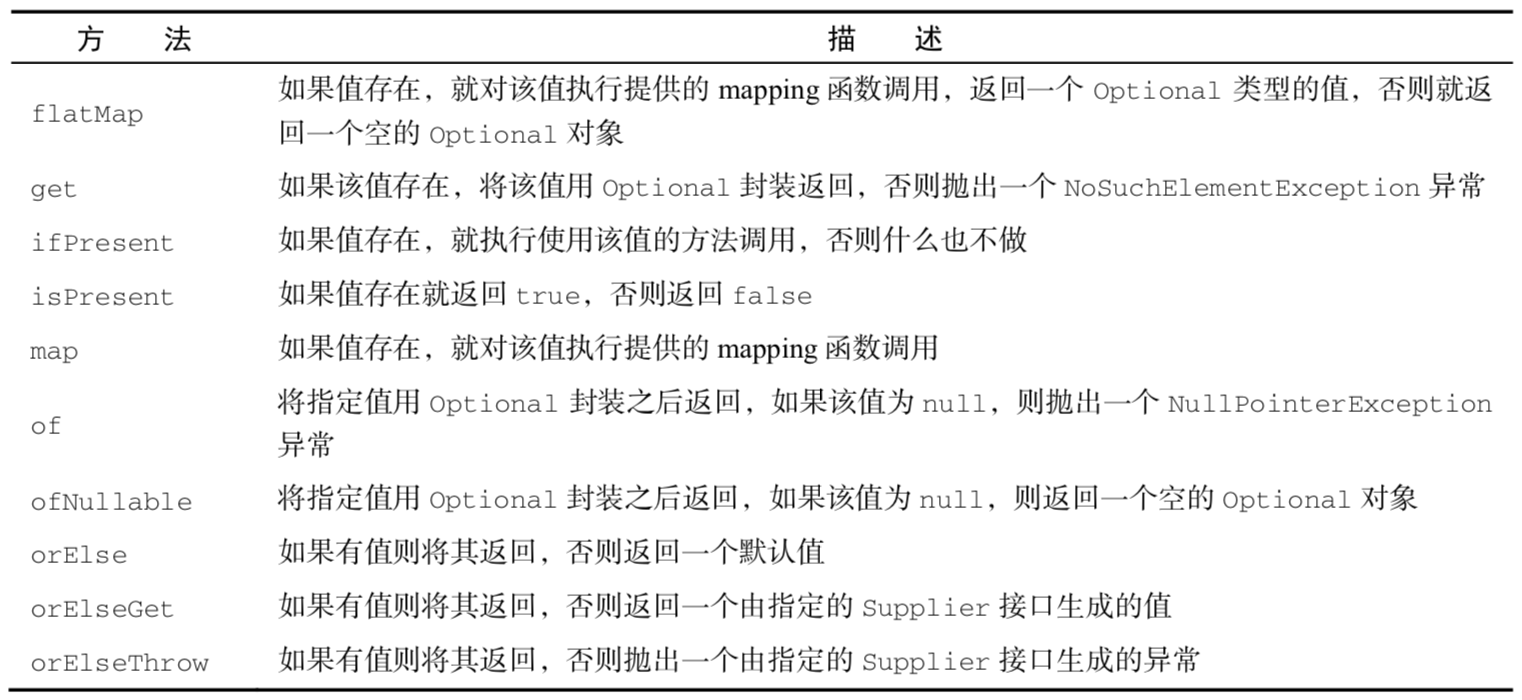 方 法 描 述
flatMap 如果值存在，就对该值执行提供的 mapping 函数调用，返回一个 Optional 类型的值，否则就返
回一个空的 Optional 对象
get 如果该值存在，将该值用 Optional 封装返回，否则抛出一个 NoSuchElementException 异常
ifPresent 如果值存在，就执行使用该值的方法调用，否则什么也不做
isPresent 如果值存在就返回 true，否则返回 false
map 如果值存在，就对该值执行提供的 mapping 函数调用
of 将指定值用 Optional 封装之后返回，如果该值为 null，则抛出一个 NullPointerException
异常
ofNullable 将指定值用 Optional 封装之后返回，如果该值为 null，则返回一个空的 Optional 对象
orElse 如果有值则将其返回，否则返回一个默认值
orElseGet 如果有值则将其返回，否则返回一个由指定的 Supplier 接口生成的值
orElseThrow 如果有值则将其返回，否则抛出一个由指定的 Supplier 接口生成的异常